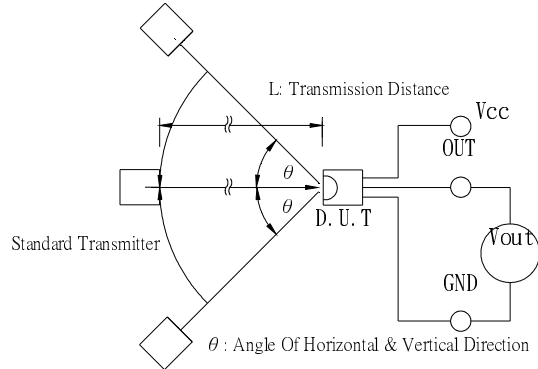 L: Transmission Distance
Vcc
OUT
θ
θ
D.U.T
Standard Transmitter
Vout
GND
θ : Angle Of Horizontal & Vertical Direction